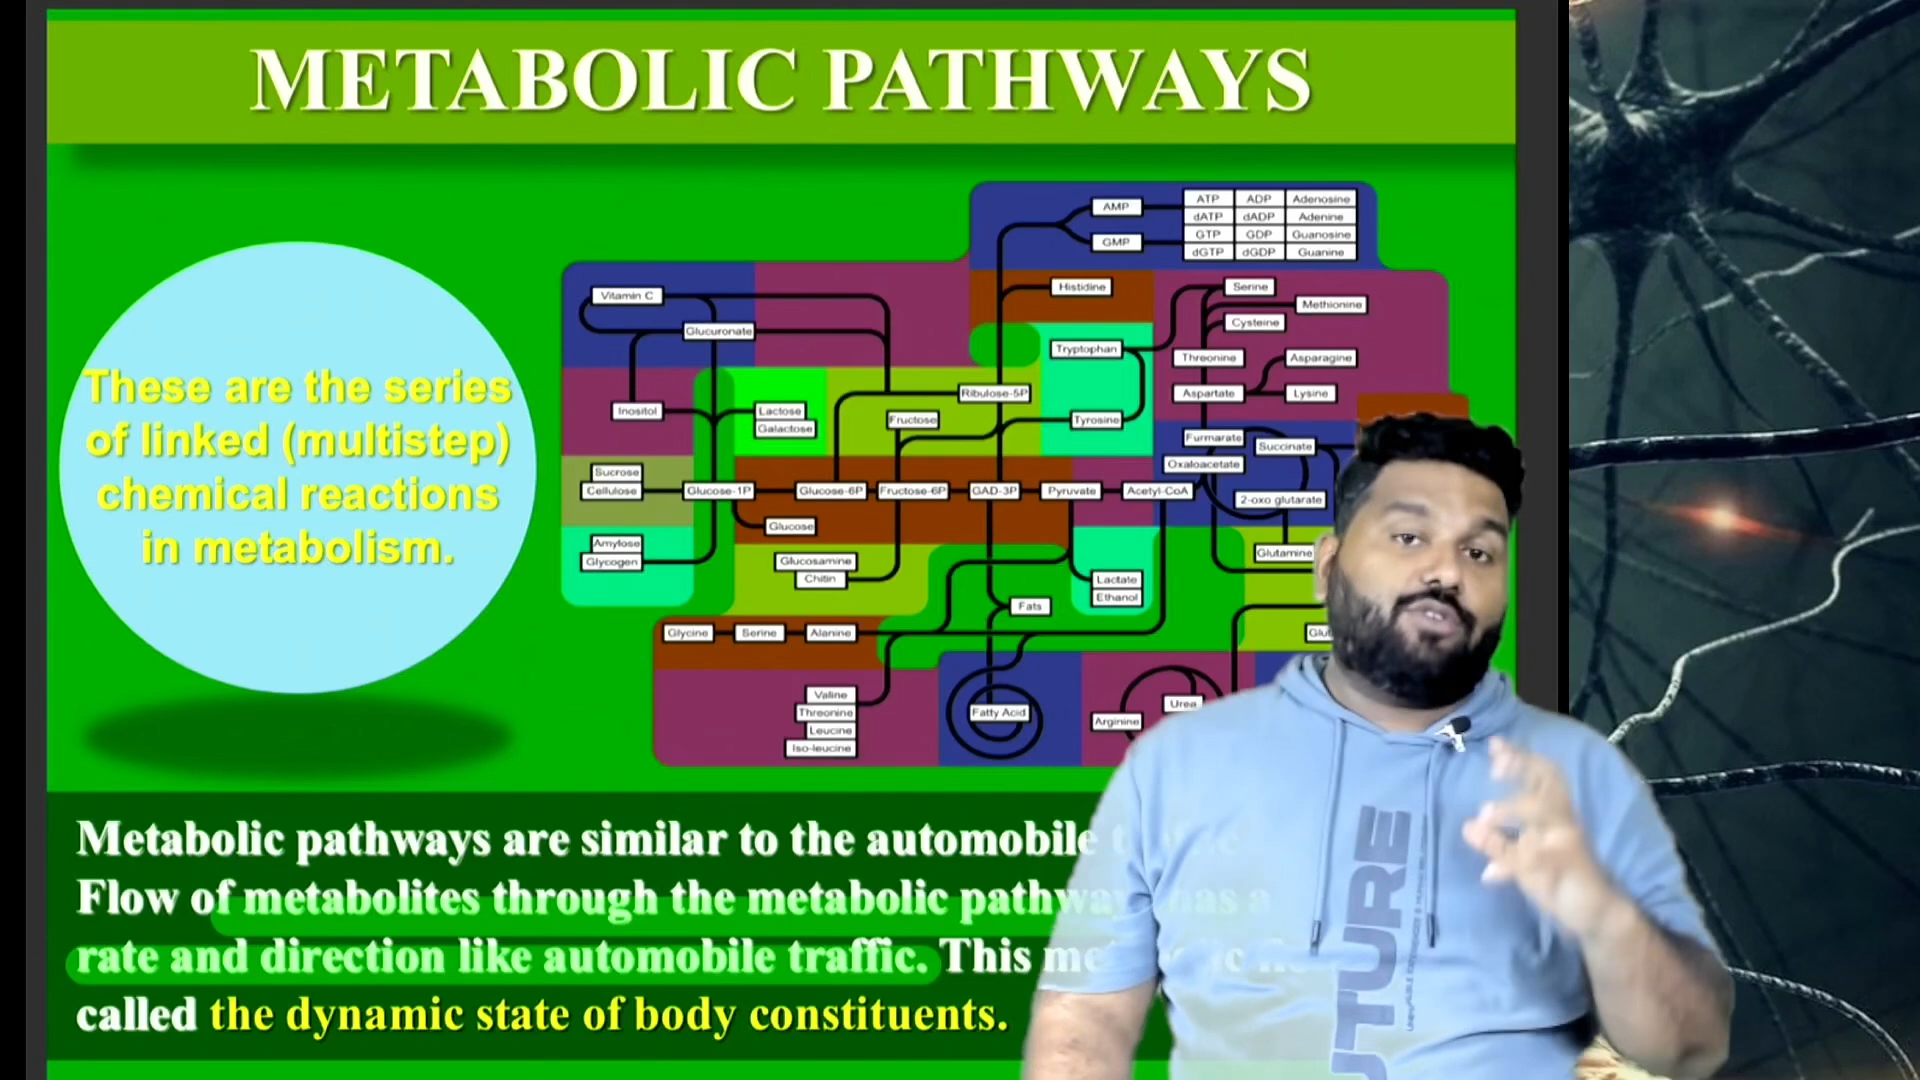 METABOLIC PATHWAYS
These are the series
of linked (multistep)
chemical reactions
in metabolism.
AMP
GMP
ATP ADP Adenosine
dATP dADP Adenine
GTP GDP Guanosine
dGTP dGDP Guanine
Vitamin C
Glucuronate
Histidine
Serine
Methionine
Cysteine
Tryptophan
Threonine
Asparagine
Ribulose-5P
Aspartate
Lysine
Inositol
Lactose
Galactose
Fructose
Tyrosine
Furmarate
Succinate
Oxaloacetate
Sucrose
Cellulose
Glucose-1P
Glucose-6P
Fructose-6P
GAD-3P
Pyruvate
Acetyl-CoA
2-oxo glutarate
Glucose
Amylose
Glycogen
Glucosamine
Chitin
Glutamine
Lactate
Ethanol
Fats
Glycine
Serine
Alanine
Valine
Threonine
Leucine
Iso-leucine
Fatty Acid
Arginine
Urea
Metabolic pathways are similar to the automobile
Flow of metabolites through the metabolic pathway has a
rate and direction like automobile traffic. This
called the dynamic state of body constituents.